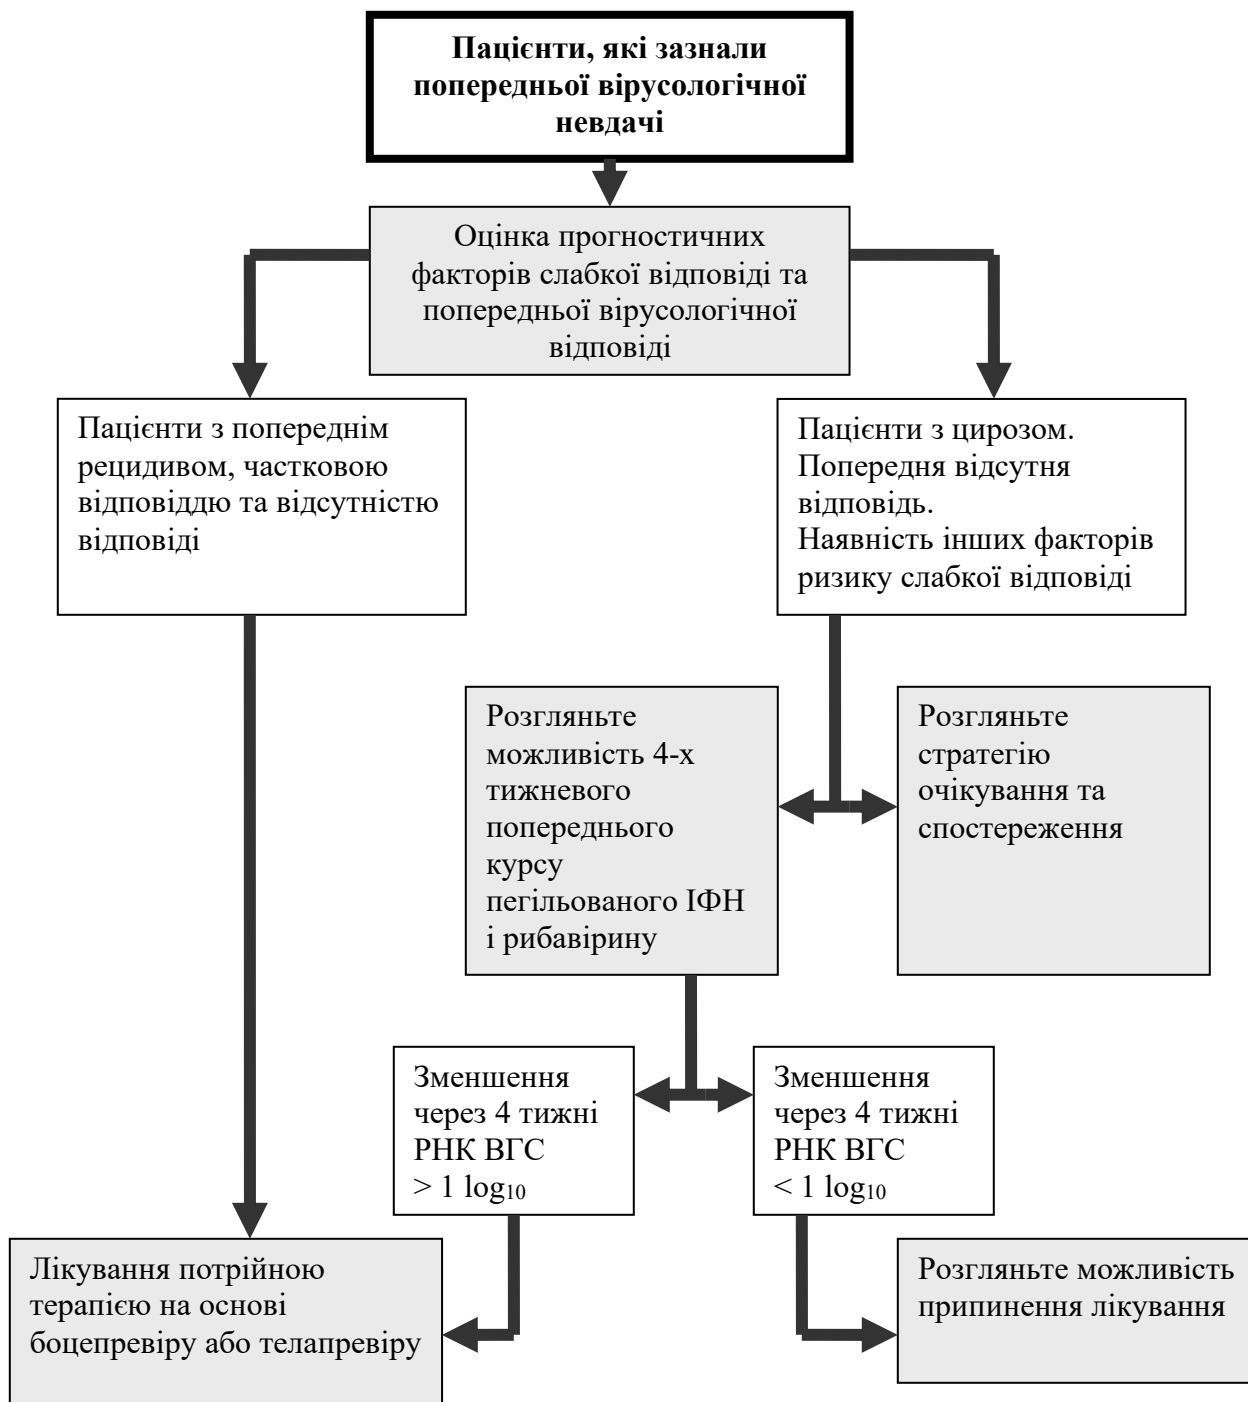 Пацієнти, які зазнали
попередньої вірусологічної
невдачі
Оцінка прогностичних
факторів слабкої відповіді та
попередньої вірусологічної
відповіді
Пацієнти з попереднім
рецидивом, частковою
відповіддю та відсутністю
відповіді
Пацієнти з цирозом.
Попередня відсутня
відповідь.
Наявність інших факторів
ризику слабкої відповіді
Розгляньте
можливість 4-х
тижневого
попереднього
курсу
пегільованого ІФН
і рибавірину
Розгляньте
стратегію
очікування та
спостереження
Зменшення
через 4 тижні
РНК ВГС
> 1 log₁₀
Зменшення
через 4 тижні
РНК ВГС
< 1 log₁₀
Лікування потрійною
терапією на основі
боцепревіру або телапревіру
Розгляньте можливість
припинення лікування